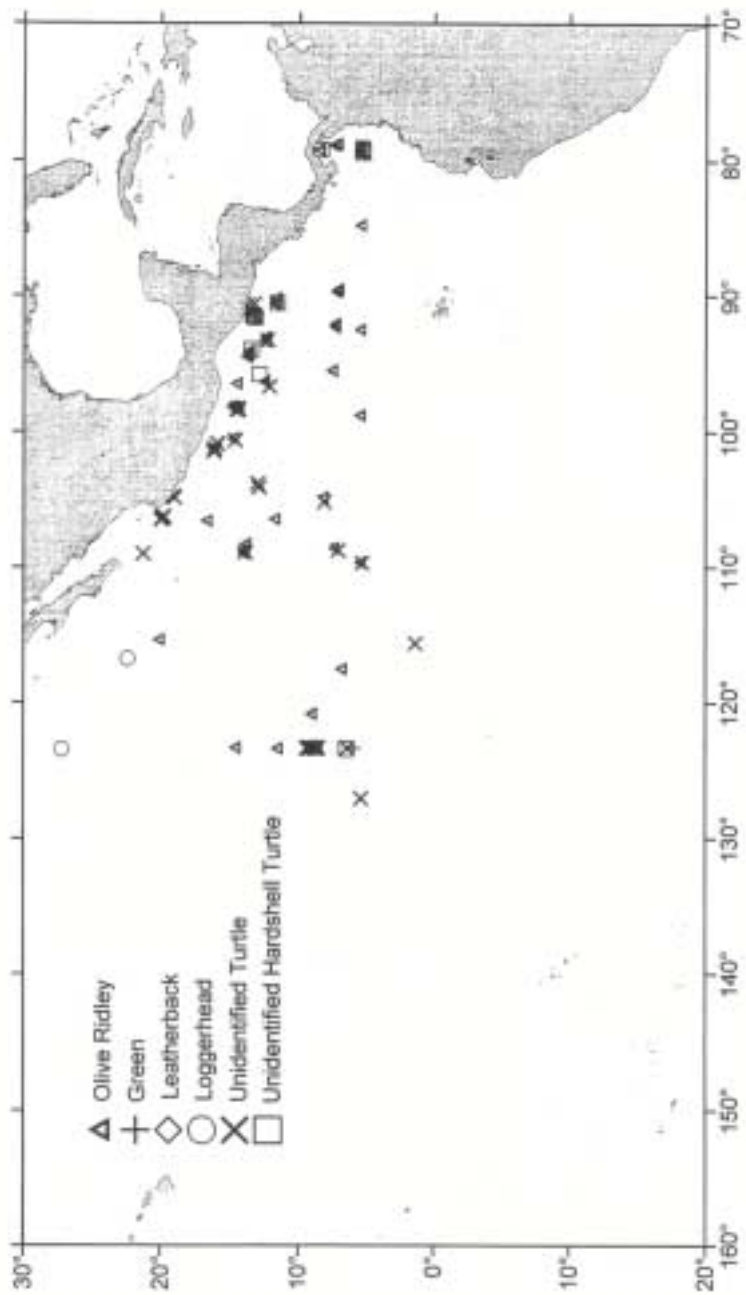 Olive Ridley
Green
Leatherback
Loggerhead
Unidentified Turtle
Unidentified Hardshell Turtle
30°
20°
10°
0°
10°
20°
160°
150°
140°
130°
120°
110°
100°
90°
80°
70°